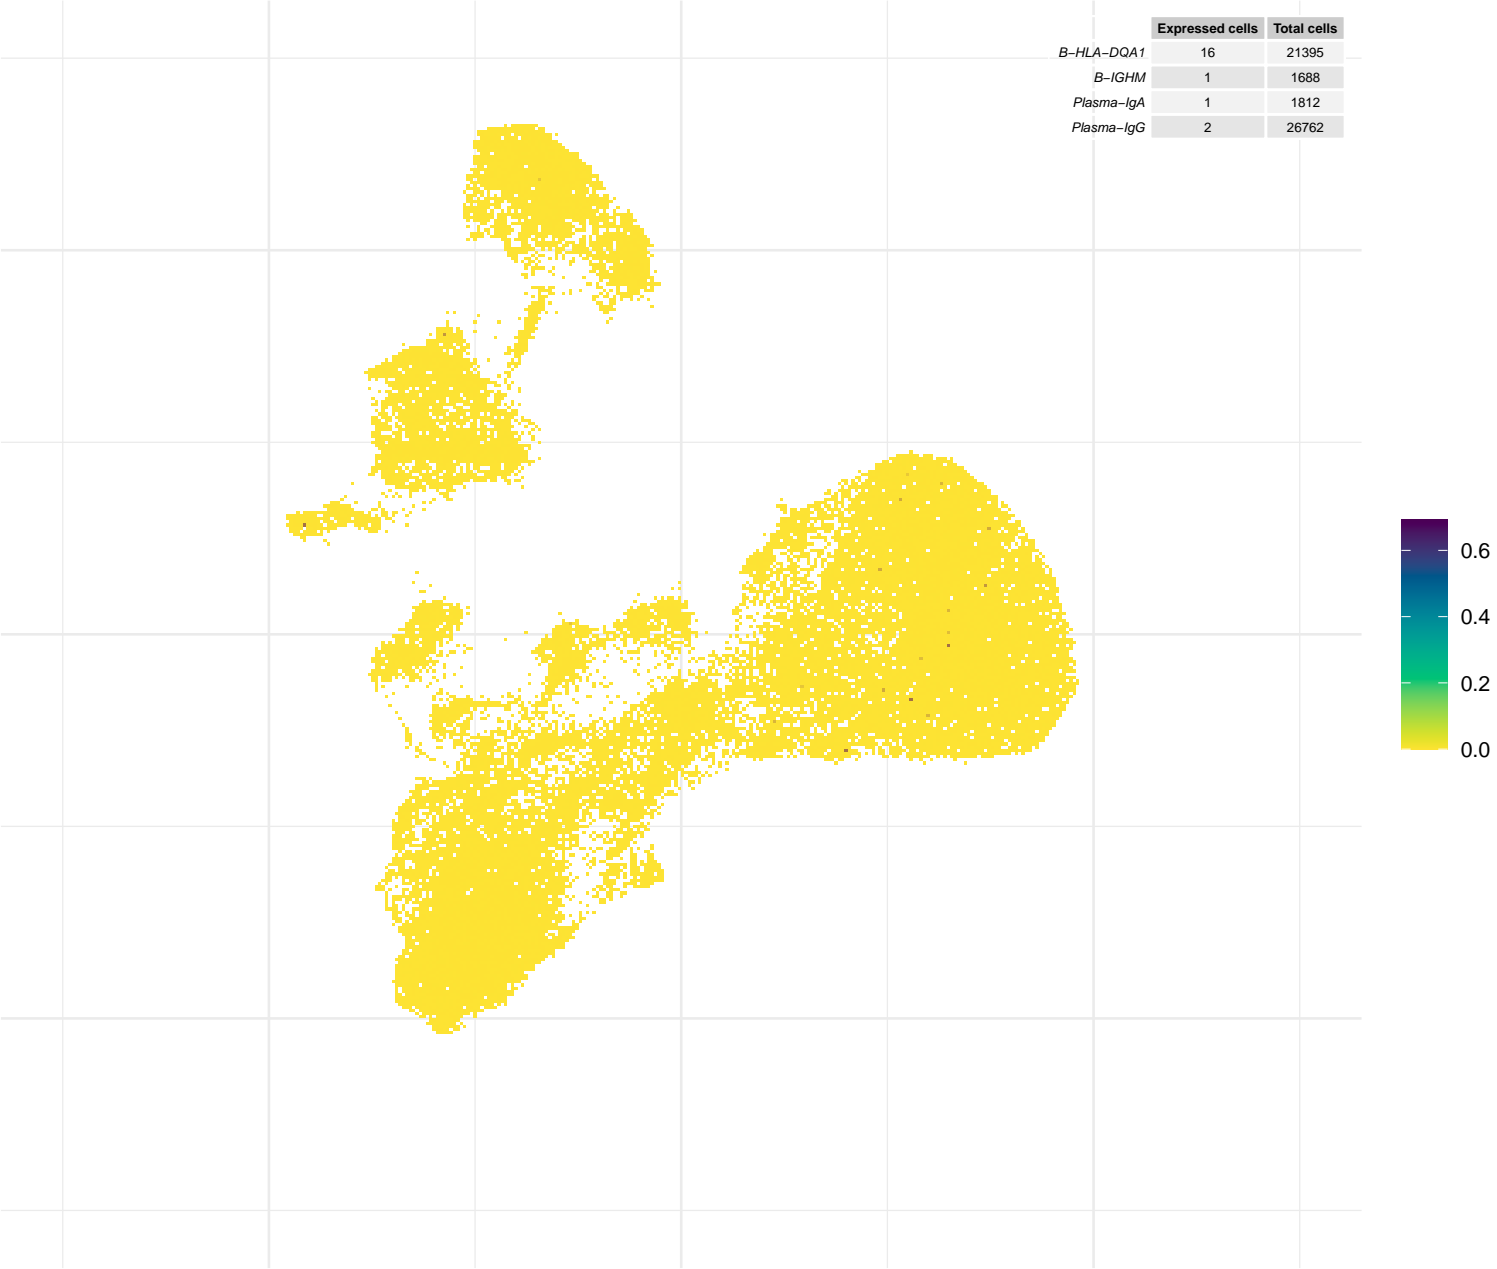 Expressed cells Total cells
B−HLA−DQA1 16 21395
B−IGHM 1 1688
Plasma−IgA 1 1812
Plasma−IgG 2 26762
0.6
0.4
0.2
0.0